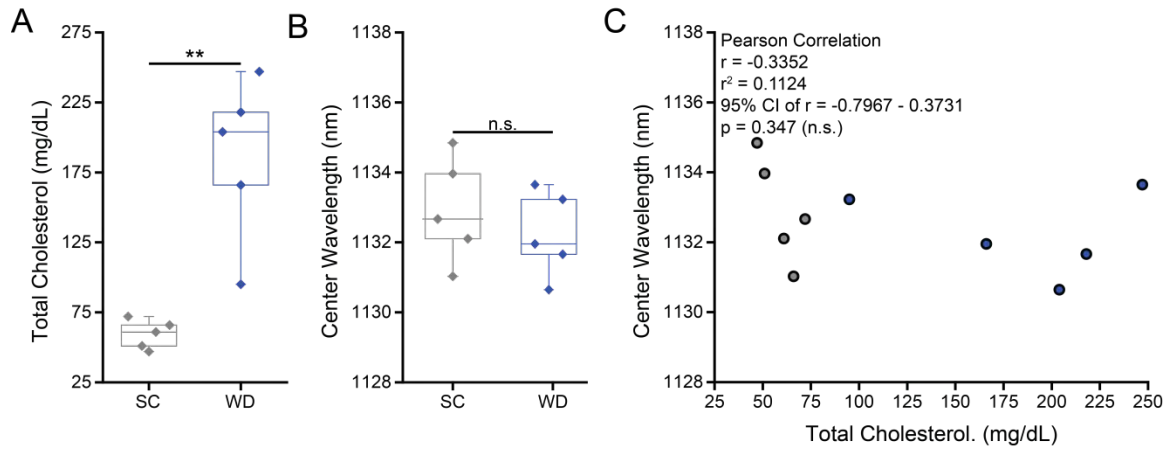 A
275
225
175
125
75
25
Total Cholesterol (mg/dL)
**
SC
WD
B
1138
1136
1134
1132
1130
1128
Center Wavelength (nm)
n.s.
SC
WD
C
1138
1136
1134
1132
1130
1128
Center Wavelength (nm)
Pearson Correlation
r = -0.3352
r² = 0.1124
95% CI of r = -0.7967 - 0.3731
p = 0.347 (n.s.)
25 50 75 100 125 150 175 200 225 250
Total Cholesterol. (mg/dL)